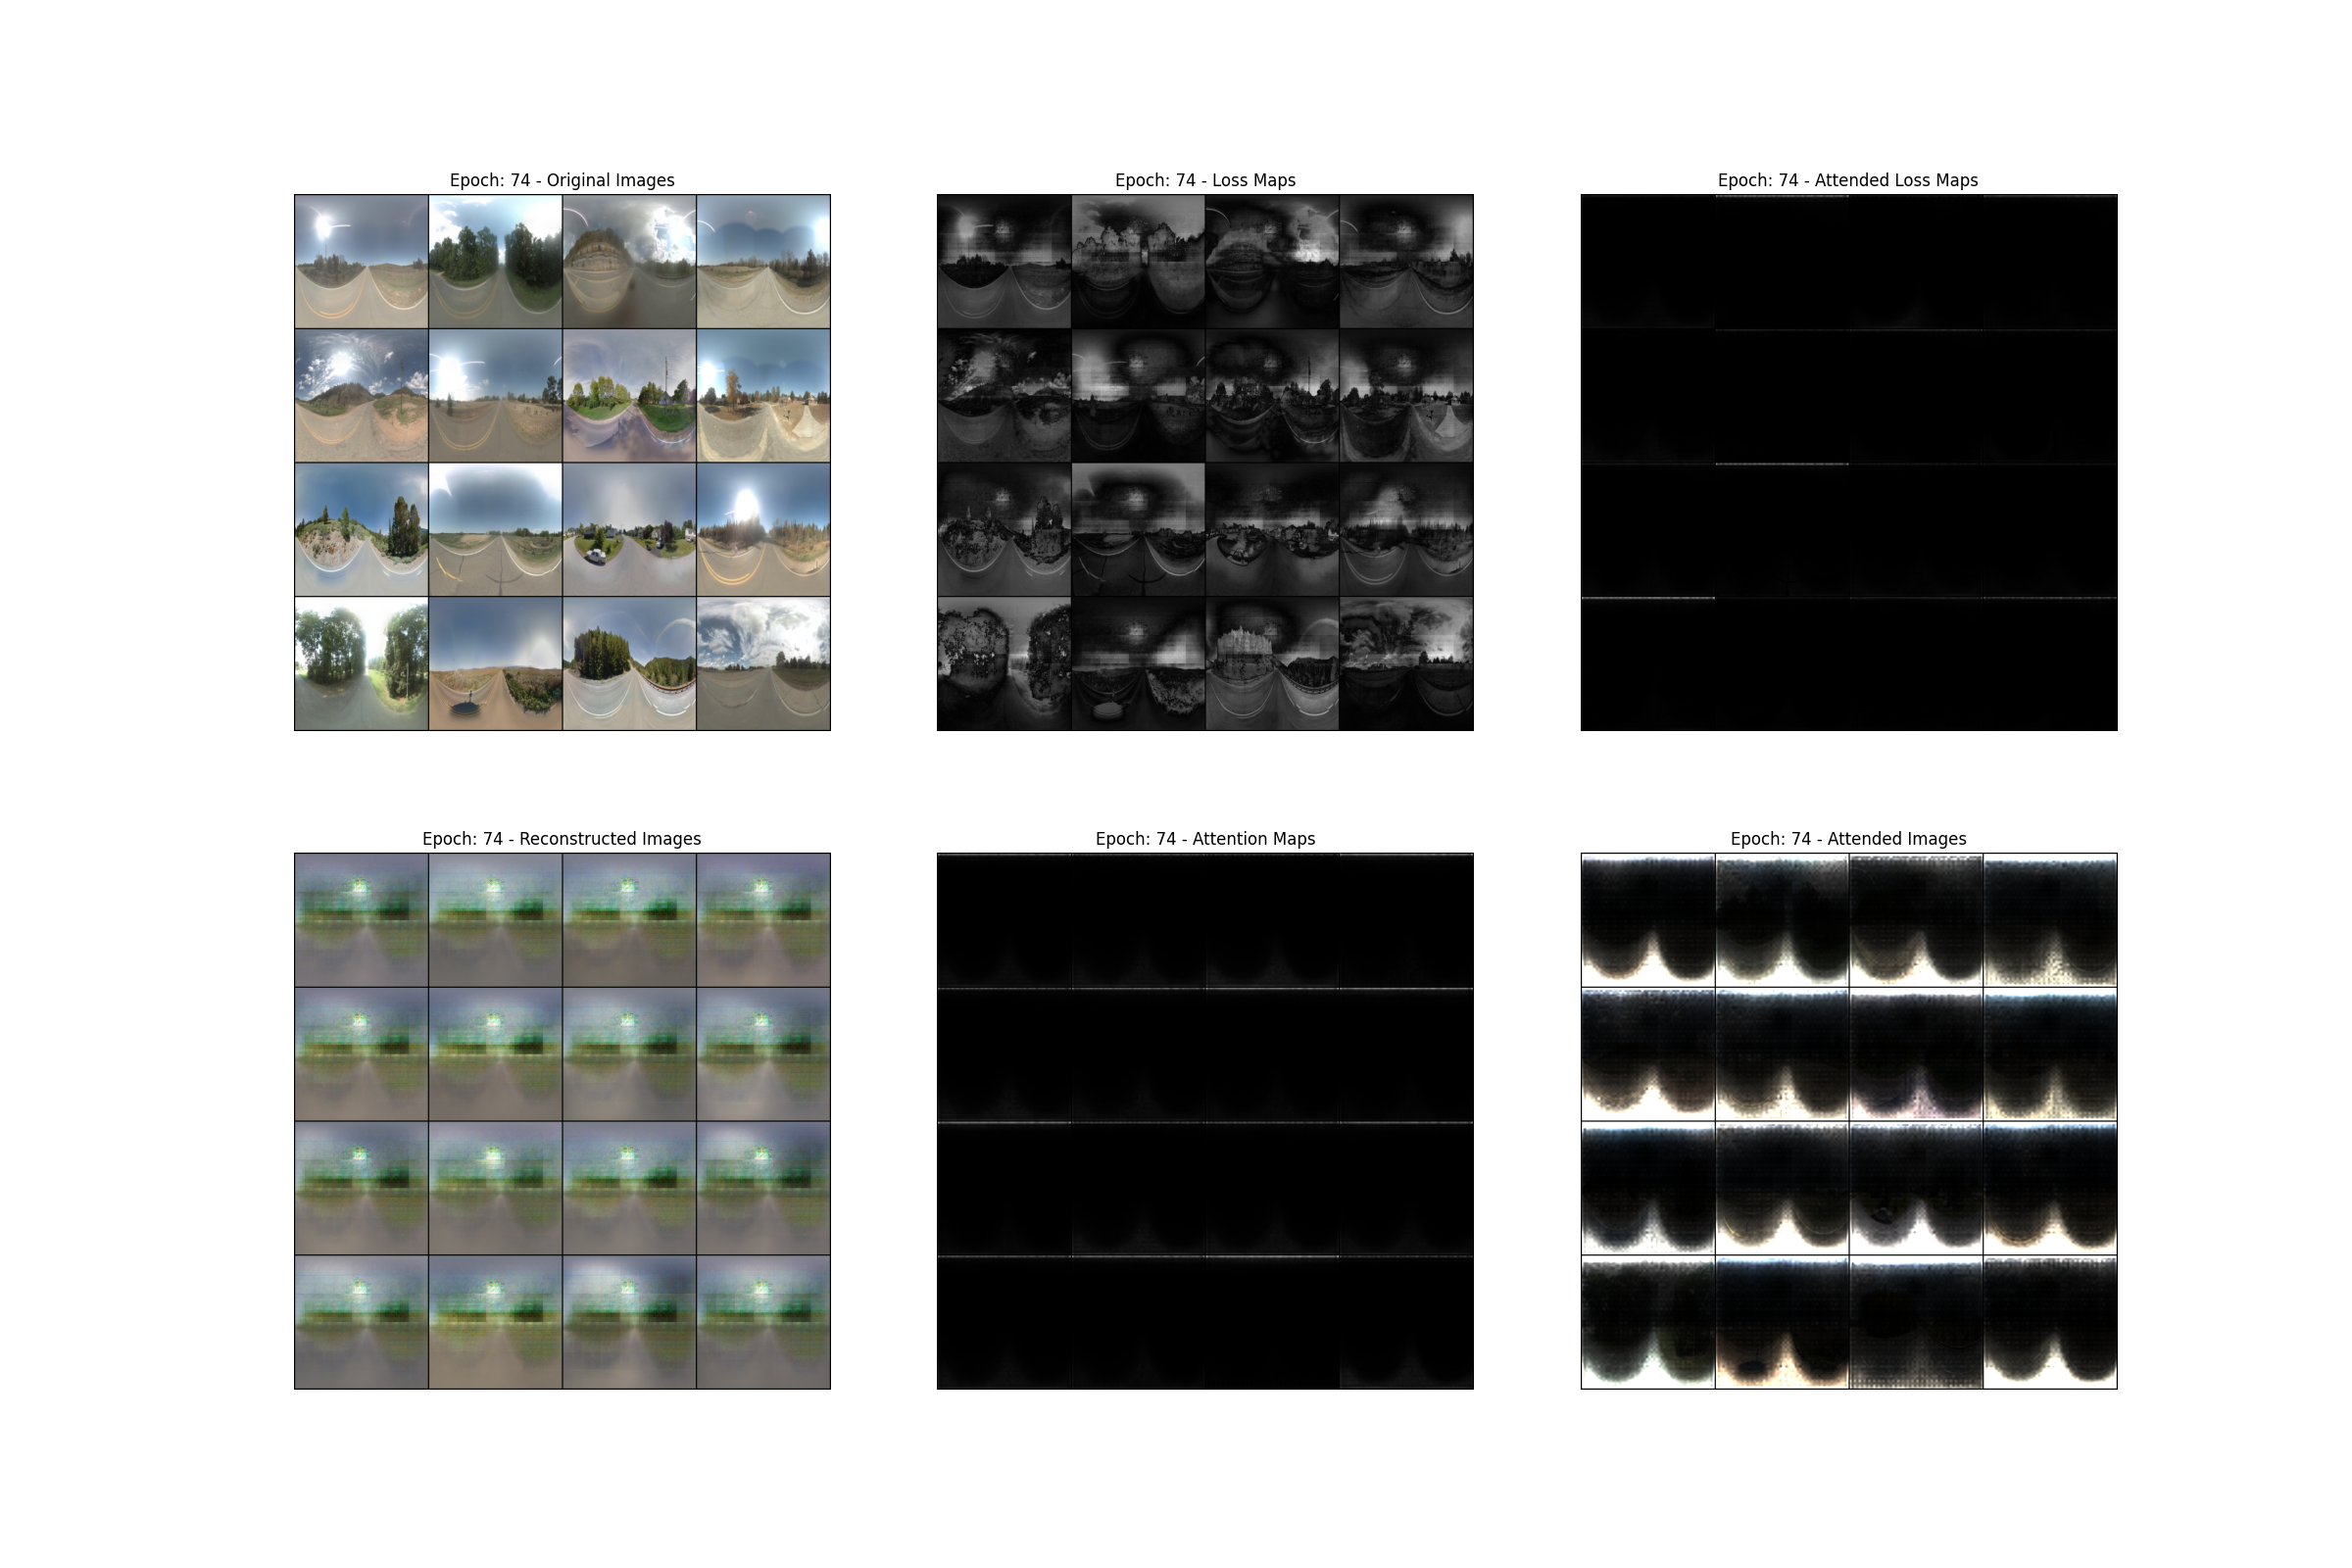 Epoch: 74 - Original Images
Epoch: 74 - Loss Maps
Epoch: 74 - Attended Loss Maps
Epoch: 74 - Reconstructed Images
Epoch: 74 - Attention Maps
Epoch: 74 - Attended Images